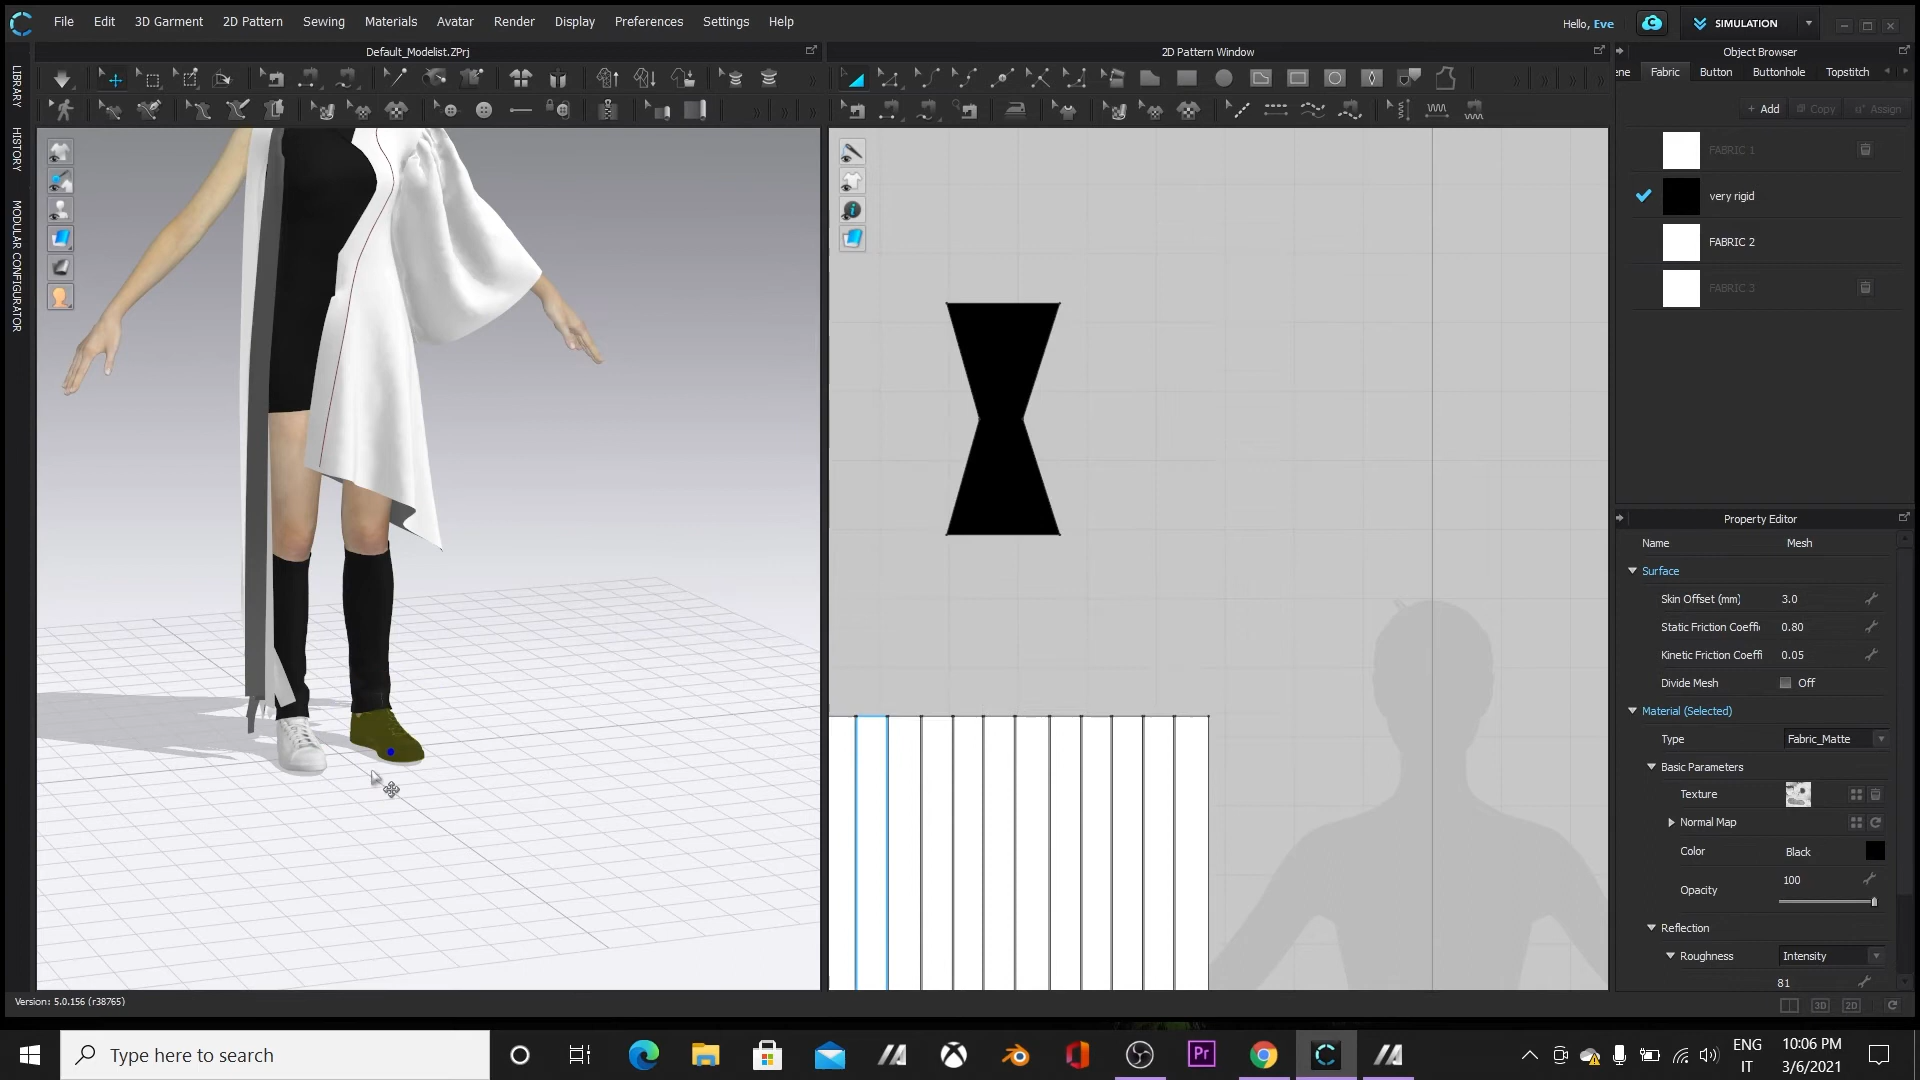 File Edit 3D Garment 2D Pattern Sewing Materials Avatar Render Display Preferences Settings Help
Hello, Eve
SIMULATION
Default_Modelist.ZPrj
2D Pattern Window
Object Browser
ene Fabric Button Buttonhole Topstitch
+ Add Copy Assign
LIBRARY
HISTORY
MODULAR CONFIGURATOR
FABRIC 1
very rigid
FABRIC 2
FABRIC 3
Property Editor
Name Mesh
Surface
Skin Offset (mm) 3.0
Static Friction Coeffi 0.80
Kinetic Friction Coeffi 0.05
Divide Mesh Off
Material (Selected)
Type Fabric_Matte
Basic Parameters
Texture
Normal Map
Color Black
Opacity 100
Reflection
Roughness Intensity
81
Version: 5.0.156 (r38765)
3D 2D
Type here to search
Pr
ENG
IT
10:06 PM
3/6/2021